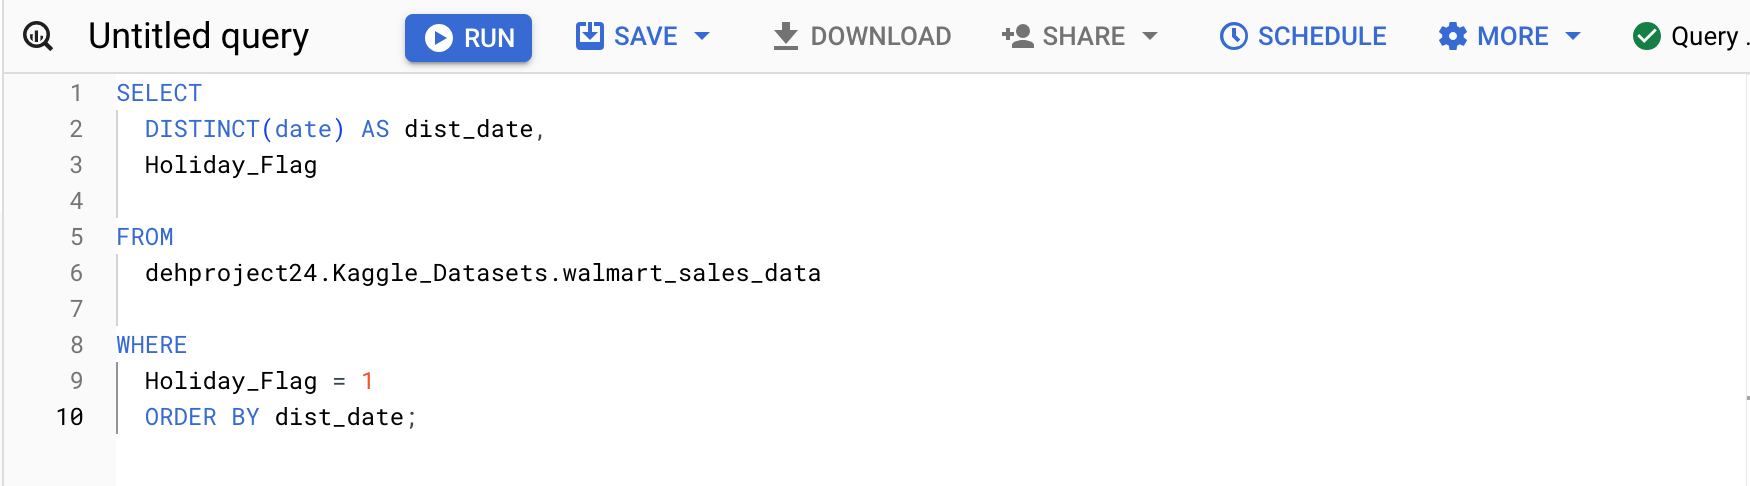 Untitled query RUN SAVE DOWNLOAD SHARE SCHEDULE MORE Query .
1 SELECT
2 DISTINCT(date) AS dist_date,
3 Holiday_Flag
4
5 FROM
6 dehproject24.Kaggle_Datasets.walmart_sales_data
7
8 WHERE
9 Holiday_Flag = 1
10 ORDER BY dist_date;